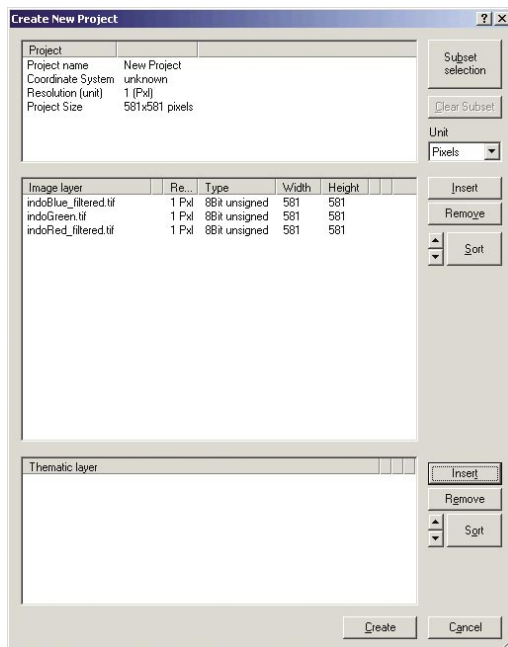 Create New Project
Project
Project name New Project
Coordinate System unknown
Resolution (unit) 1 (Pxl)
Project Size 581x581 pixels
Subset selection
Clear Subset
Unit
Pixels
Image layer Re... Type Width Height
indoBlue_filtered.tif 1 Pxl 8Bit unsigned 581 581
indoGreen.tif 1 Pxl 8Bit unsigned 581 581
indoRed_filtered.tif 1 Pxl 8Bit unsigned 581 581
Insert
Remove
Sort
Thematic layer
Insert
Remove
Sort
Create
Cancel